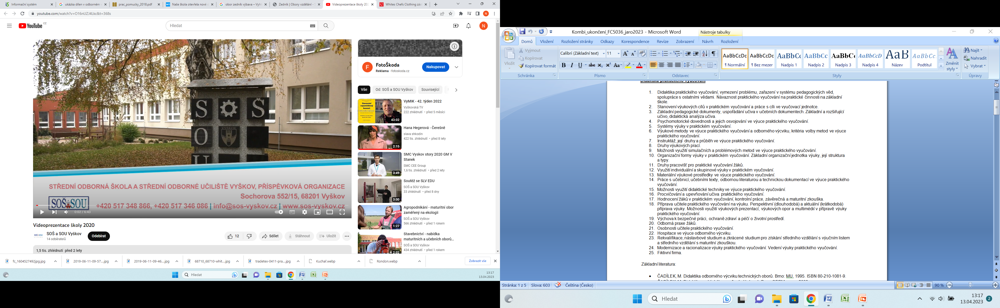 Informační systém
ukázka dílen v odborném v
prac_pomucky_2018.pdf
Naše škola otevřela nové o
obor zedník výbava – Vyhl
Zedník | Obory vzdělání - S
Videoprezentace školy 202
Whites Chefs Clothing zást
youtube.com/watch?v=O16nUZJ4Lkc&t=368s
N
YouTube CZ
Hledat
N
SOŠ
O VYŠKOV
U
STŘEDNÍ ODBORNÁ ŠKOLA A STŘEDNÍ ODBORNÉ UČILIŠTĚ VYŠKOV, PŘÍSPĚVKOVÁ ORGANIZACE
Sochorova 552/15, 68201 Vyškov
SOŠ SOU
+420 517 348 866, +420 517 346 086 | info@sos-vyskov.cz | www.sos-vyskov.cz
0:02 / 6:43
Videoprezentace školy 2020
SOŠ a SOU Vyškov
14 odběratelů
Odebírat
12
Sdílet
Stáhnout
Uložit
1,5 tis. zhlédnutí před 2 lety
F
FotoŠkoda
Reklama · fotoskoda.cz
Nakupovat
Vše
Od: SOŠ a SOU Vyškov
Související
43:02
VyMIK - 42. týden 2022
Vyškovská TV
222 zhlédnutí • před 5 měsíci
2:15
Hana Hegerová - Čerešně
slava shkodin
422 tis. zhlédnutí • před 8 lety
3:49
SMC Vyskov story 2020 GM V
Stanek
SMC CEE Group
1,6 tis. zhlédnutí • před 2 lety
3:00
Soutěž se SLV EDU
SOŠ a SOU Vyškov
33 zhlédnutí • před 8 dny
1:27
Agropodnikání - maturitní obor
zaměřený na ekologii
SOŠ a SOU Vyškov
566 zhlédnutí • před 1 rokem
2:02
Stavebnictví - nabídka
maturitních a učebních oborů...
SOŠ a SOU Vyškov
434 zhlédnutí • před 1 rokem
fc_1604527492jpg.jpg
2019-06-11-09-57....jpg
2019-06-11-09-46....jpg
68710_68710-whit....jpg
tradetex-0411-pra....jpg
Kuchař.webp
Rondon.webp
Zobrazit vše
Hledat
13:17
13.04.2023
Kombi_ukončení_FC5036_jaro2023 - Microsoft Word
Nástroje tabulky
Domů
Vložení
Rozložení stránky
Odkazy
Korespondence
Revize
Zobrazení
Návrh
Rozložení
Vložit
Vyjmout
Kopírovat
Kopírovat formát
Schránka
Calibri (Základní text)
11
Písmo
Odstavec
AaBbCcDc
¶ Normální
AaBbCcDc
¶ Bez mezer
AaBbCc
Nadpis 1
AaBbCc
Nadpis 2
AaBbCc
Nadpis 3
AaBbCcD
Nadpis 4
AaB
Název
AaBbCc.
Podtitul
Změnit
styly
Styly
Najít
Nahradit
Vybrat
Úpravy
Didaktika praktického vyučování
1. Didaktika praktického vyučování, vymezení problému, zařazení v systému pedagogických věd,
spolupráce s ostatními vědami. Návaznost praktického vyučování na praktické činnosti na základní
škole.
2. Stanovení výukových cílů v praktickém vyučování a práce s cíli ve vyučovací jednotce.
3. Základní pedagogické dokumenty, uspořádání učiva v učebních dokumentech. Základní a rozšiřující
učivo, didaktická analýza učiva.
4. Psychomotorické dovednosti a jejich osvojování ve výuce praktického vyučování.
5. Systémy výuky v praktickém vyučování.
6. Výukové metody ve výuce praktického vyučování a odborného výcviku, kritéria volby metod ve výuce
praktického vyučování.
7. Instruktáž, její druhy a průběh ve výuce praktického vyučování.
8. Druhy výukových prací.
9. Možnosti využití simulačních a problémových metod ve výuce praktického vyučování.
10. Organizační formy výuky v praktickém vyučování. Základní organizační jednotka výuky, její struktura
a typy.
11. Druhy pracovišť pro praktické vyučování žáků.
12. Využití individuální a skupinové výuky v praktickém vyučování.
13. Materiální výukové prostředky ve výuce praktického vyučování.
14. Práce s učebnicí, učebními texty, odbornou literaturou a technickou dokumentací ve výuce praktického
vyučování.
15. Možnosti využití didaktické techniky ve výuce praktického vyučování.
16. Procvičování a upevňování učiva praktického vyučování.
17. Hodnocení žáků v praktickém vyučování, kontrolní práce, závěrečná a maturitní zkouška.
18. Příprava učitele praktického vyučování na výuku. Perspektivní (dlouhodobá) a aktuální (krátkodobá)
příprava výuky. Možnosti využití výukových prezentací, výukových opor a multimédií v přípravě výuky
praktického vyučování.
19. Výchova k bezpečné práci, ochraně zdraví a péčí o životní prostředí.
20. Odborná praxe žáků.
21. Osobnosti učitele praktického vyučování.
22. Hospitace ve výuce odborného výcviku.
23. Rekvalifikace, nástavbové studium a zkrácené studium pro získání středního vzdělání s výučním listem
a středního vzdělání s maturitní zkouškou.
24. Modernizace a racionalizace výuky praktického vyučování. Vedení výuky praktického vyučování.
25. Fiktivní firma.
Základní literatura:
• ČADÍLEK, M. Didaktika odborného výcviku technických oborů. Brno: MU, 1995. ISBN 80-210-1081-9.
Stránka: 1 z 5
Slova: 603
Čeština (Česko)
90 %
Hledat
13:17
13.04.2023
2